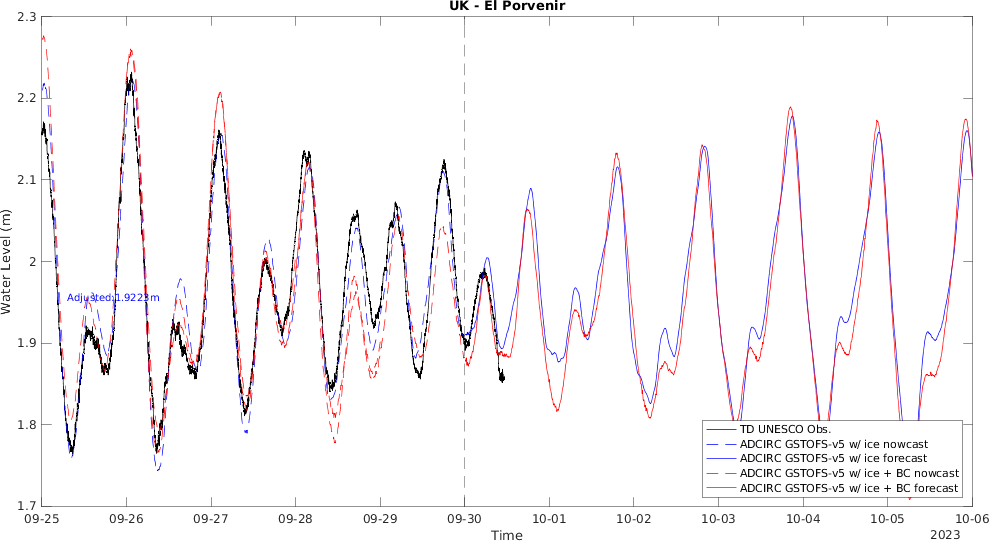 UK - El Porvenir
2.3
2.2
2.1
2
1.9
1.8
1.7
Water Level (m)
Adjusted:1.9223m
TD UNESCO Obs.
ADCIRC GSTOFS-v5 w/ ice nowcast
ADCIRC GSTOFS-v5 w/ ice forecast
ADCIRC GSTOFS-v5 w/ ice + BC nowcast
ADCIRC GSTOFS-v5 w/ ice + BC forecast
09-25 09-26 09-27 09-28 09-29 09-30 10-01 10-02 10-03 10-04 10-05 10-06
Time
2023